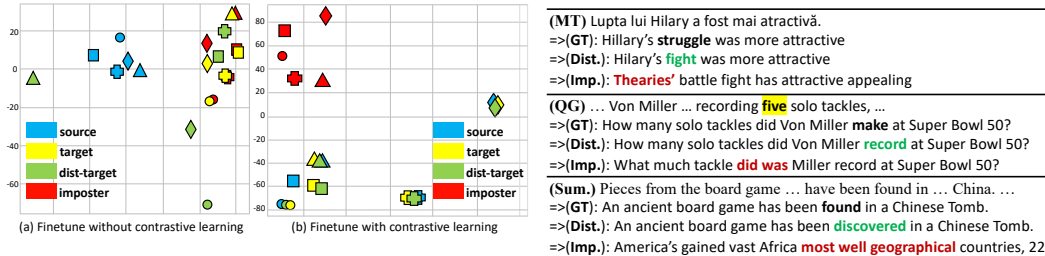 20
0
-20
-40
-60
source
target
dist-target
imposter
(a) Finetune without contrastive learning
80
60
40
20
0
-20
-40
-60
-80
source
target
dist-target
imposter
(b) Finetune with contrastive learning
(MT) Lupta lui Hilary a fost mai atractivă.
=>(GT): Hillary's struggle was more attractive
=>(Dist.): Hilary's fight was more attractive
=>(Imp.): Thearies' battle fight has attractive appealing
(QG) … Von Miller … recording five solo tackles, …
=>(GT): How many solo tackles did Von Miller make at Super Bowl 50?
=>(Dist.): How many solo tackles did Von Miller record at Super Bowl 50?
=>(Imp.): What much tackle did was Miller record at Super Bowl 50?
(Sum.) Pieces from the board game … have been found in … China. …
=>(GT): An ancient board game has been found in a Chinese Tomb.
=>(Dist.): An ancient board game has been discovered in a Chinese Tomb.
=>(Imp.): America's gained vast Africa most well geographical countries, 22